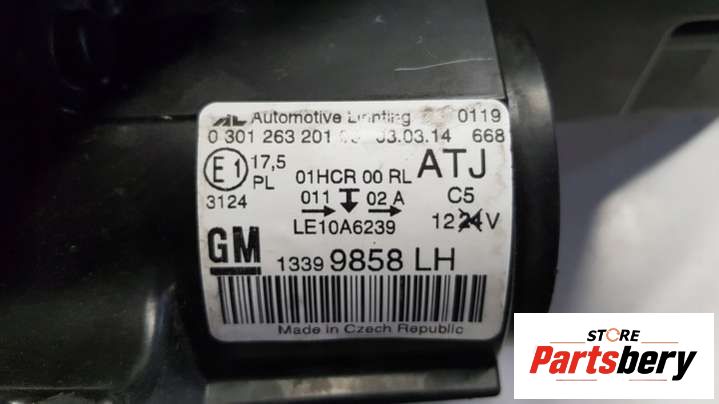 AL Automotive Lighting 0119
0 301 263 201 03.03.14 668
E1 17,5 01HCR 00 RL ATJ
PL 011 02 A C5
3124 LE10A6239 12 24 V
GM 1339 9858 LH
Made in Czech Republic
STORE
Partsbery